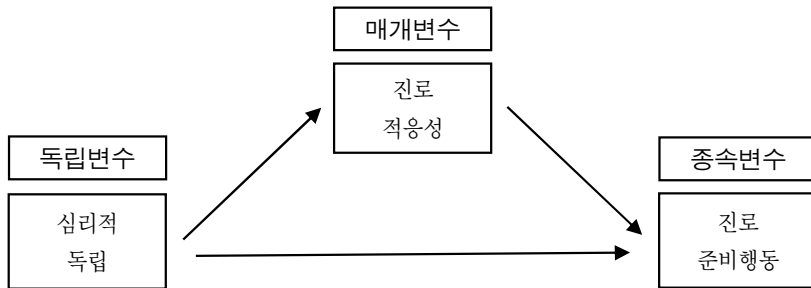 매개변수
진로
적응성
독립변수
심리적
독립
종속변수
진로
준비행동